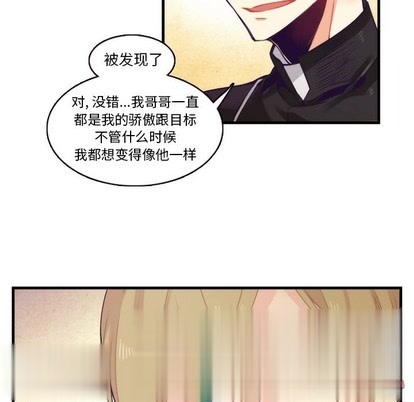 被发现了
对, 没错...我哥哥一直
都是我的骄傲跟目标
不管什么时候
我都想变得像他一样